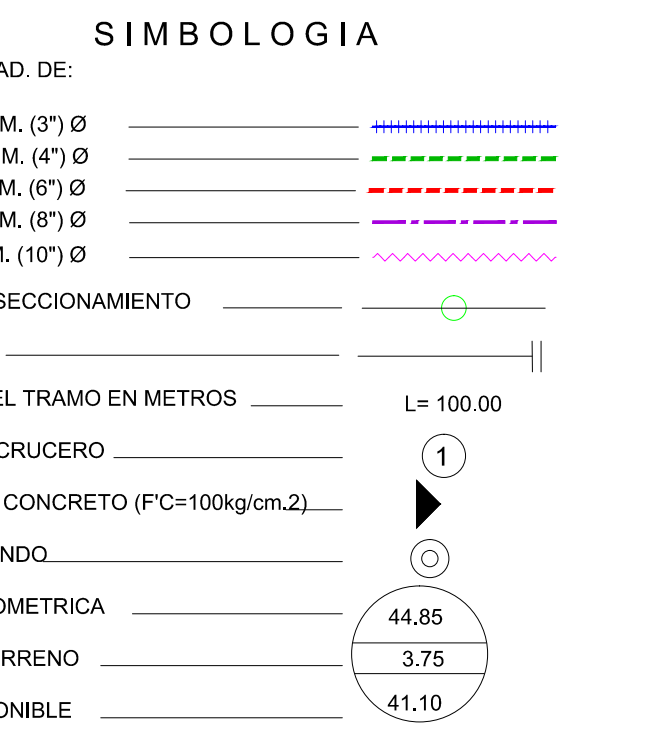 SIMBOLOGIA
AD. DE:
M. (3") Ø
M. (4") Ø
M. (6") Ø
M. (8") Ø
M. (10") Ø
SECCIONAMIENTO
EL TRAMO EN METROS L= 100.00
CRUCERO 1
CONCRETO (F'C=100kg/cm.2)
NDO
OMETRICA 44.85
RRENO 3.75
ONIBLE 41.10